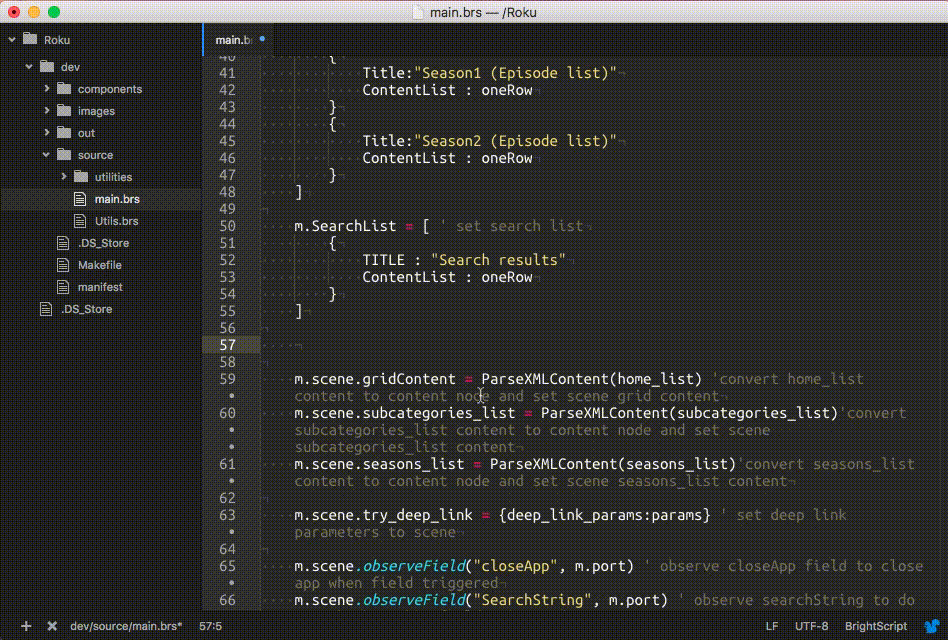 main.brs — /Roku
Roku
dev
components
images
out
source
utilities
main.brs
Utils.brs
.DS_Store
Makefile
manifest
.DS_Store
main.b
40 {
41 Title:"Season1 (Episode list)"
42 ContentList : oneRow
43 }
44 {
45 Title:"Season2 (Episode list)"
46 ContentList : oneRow
47 }
48 ]
49
50 m.SearchList = [ ' set search list
51 {
52 TITLE : "Search results"
53 ContentList : oneRow
54 }
55 ]
56
57
58
59 m.scene.gridContent = ParseXMLContent(home_list) 'convert home_list
• content to content node and set scene grid content
60 m.scene.subcategories_list = ParseXMLContent(subcategories_list)'convert
• subcategories_list content to content node and set scene
• subcategories_list content
61 m.scene.seasons_list = ParseXMLContent(seasons_list)'convert seasons_list
• content to content node and set scene seasons_list content
62
63 m.scene.try_deep_link = {deep_link_params:params} ' set deep link
• parameters to scene
64
65 m.scene.observeField("closeApp", m.port) ' observe closeApp field to close
• app when field triggered
66 m.scene.observeField("SearchString", m.port) ' observe searchString to do
dev/source/main.brs* 57:5 LF UTF-8 BrightScript